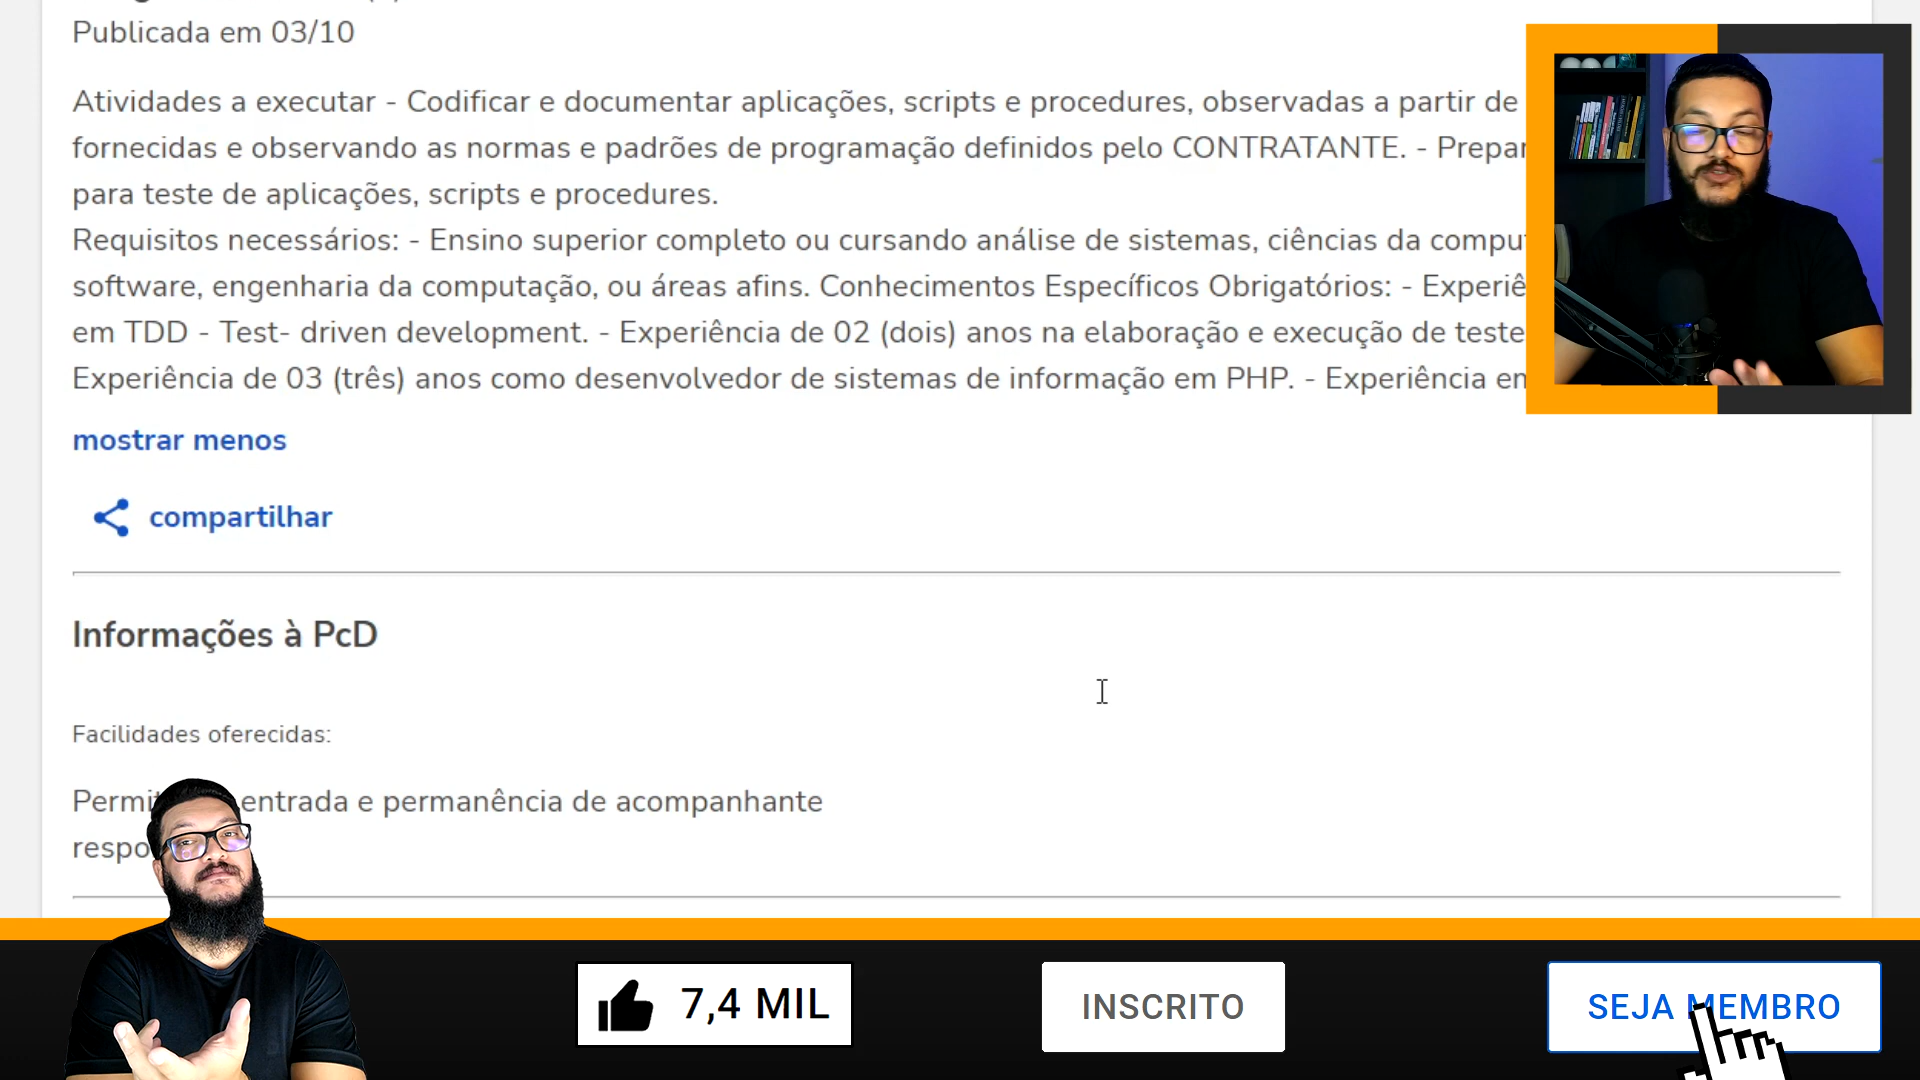 Publicada em 03/10
Atividades a executar - Codificar e documentar aplicações, scripts e procedures, observadas a partir de
fornecidas e observando as normas e padrões de programação definidos pelo CONTRATANTE. - Prepar
para teste de aplicações, scripts e procedures.
Requisitos necessários: - Ensino superior completo ou cursando análise de sistemas, ciências da compu
software, engenharia da computação, ou áreas afins. Conhecimentos Específicos Obrigatórios: - Experiê
em TDD - Test- driven development. - Experiência de 02 (dois) anos na elaboração e execução de teste
Experiência de 03 (três) anos como desenvolvedor de sistemas de informação em PHP. - Experiência en
mostrar menos
compartilhar
Informações à PcD
Facilidades oferecidas:
Permi entrada e permanência de acompanhante
respo
7,4 MIL
INSCRITO
SEJA MEMBRO